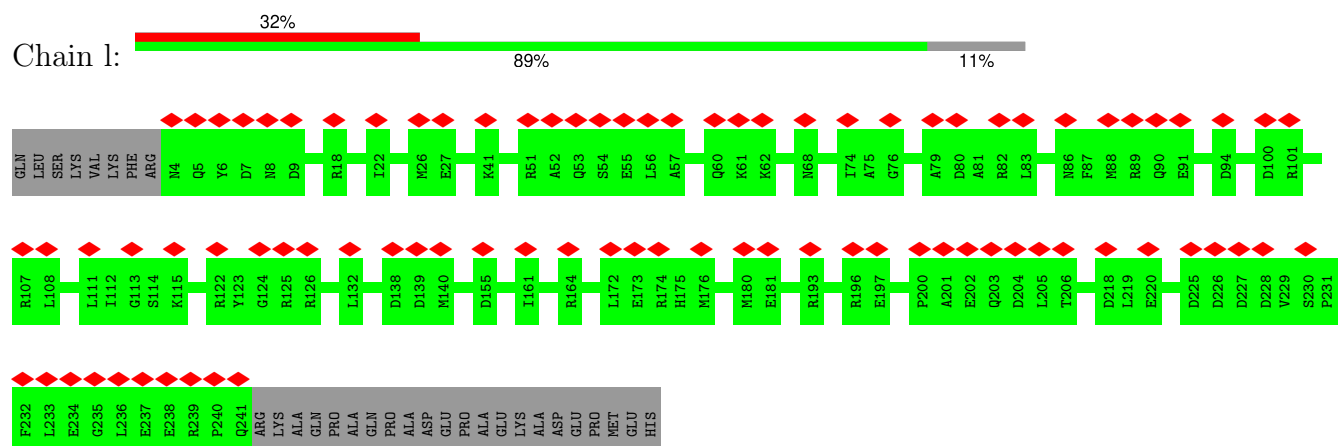 32%
Chain l:
89% 11%
GLN LEU SER LYS VAL LYS PHE ARG N4 Q5 Y6 D7 N8 D9 R18 I22 M26 E27 K41 R51 A52 Q53 S54 E55 L56 A57 Q60 K61 K62 N68 I74 A75 G76 A79 D80 A81 R82 L83 N86 F87 M88 R89 Q90 E91 D94 D100 R101
R107 L108 L111 I112 G113 S114 K115 R122 Y123 G124 R125 R126 L132 D138 D139 M140 D155 I161 R164 L172 E173 R174 H175 M176 M180 E181 R193 R196 E197 P200 A201 E202 Q203 D204 L205 T206 D218 L219 E220 D225 D226 D227 D228 V229 S230 P231
F232 L233 E234 G235 L236 E237 E238 R239 P240 Q241 ARG LYS ALA GLN PRO ALA GLN PRO ALA ASP GLU PRO ALA GLU LYS ALA ASP GLU PRO MET GLU HIS